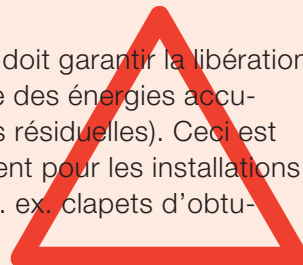 doit garantir la libération
e des énergies accu-
s résiduelles). Ceci est
ent pour les installations
. ex. clapets d'obtu-